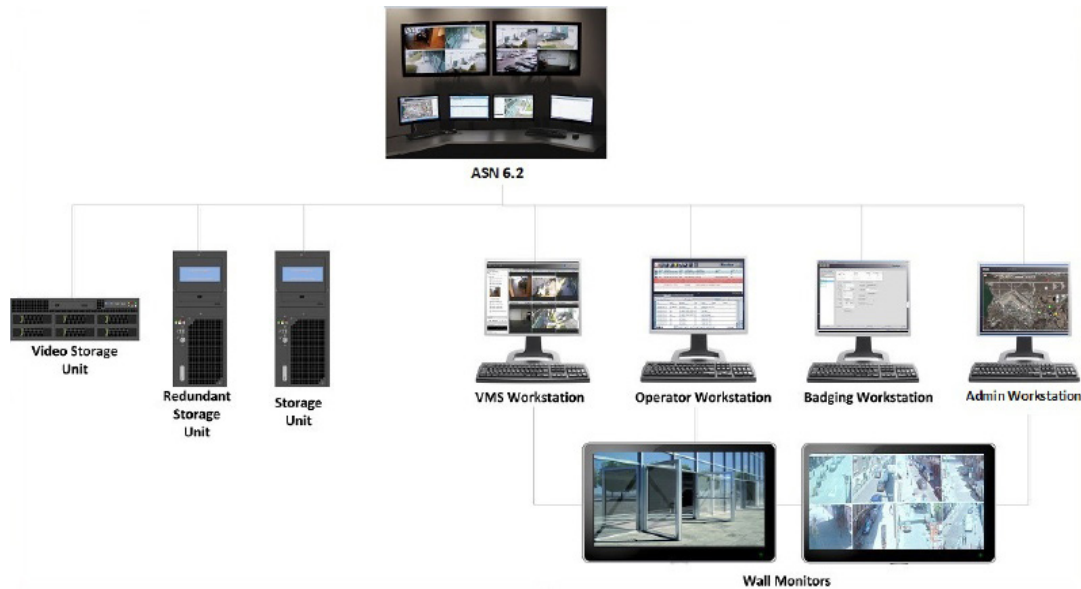 ASN 6.2
Video Storage
Unit
Redundant
Storage
Unit
Storage
Unit
VMS Workstation
Operator Workstation
Badging Workstation
Admin Workstation
Wall Monitors